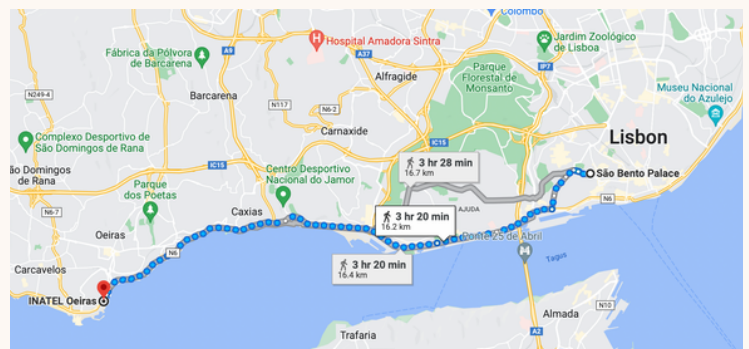 Colombo
Hospital Amadora Sintra
Jardim Zoológico
de Lisboa
Fábrica da Pólvora
de Barcarena
A9
A37
IP7
Alfragide
Parque
Florestal de
Monsanto
Museu Nacional
do Azulejo
N249-4
Barcarena
N117
N6-2
Carnaxide
Lisbon
Complexo Desportivo de
São Domingos de Rana
IC15
IC15
3 hr 28 min
16.7 km
São Bento Palace
ão Domingos
de Rana
Centro Desportivo
Nacional do Jamor
Parque
dos Poetas
N6
N6-7
Caxias
3 hr 20 min
16.2 km
AJUDA
Oeiras
Ponte 25 de Abril
N6
Carcavelos
3 hr 20 min
16.4 km
Tagus
INATEL Oeiras
N10
Almada
Trafaria
A2